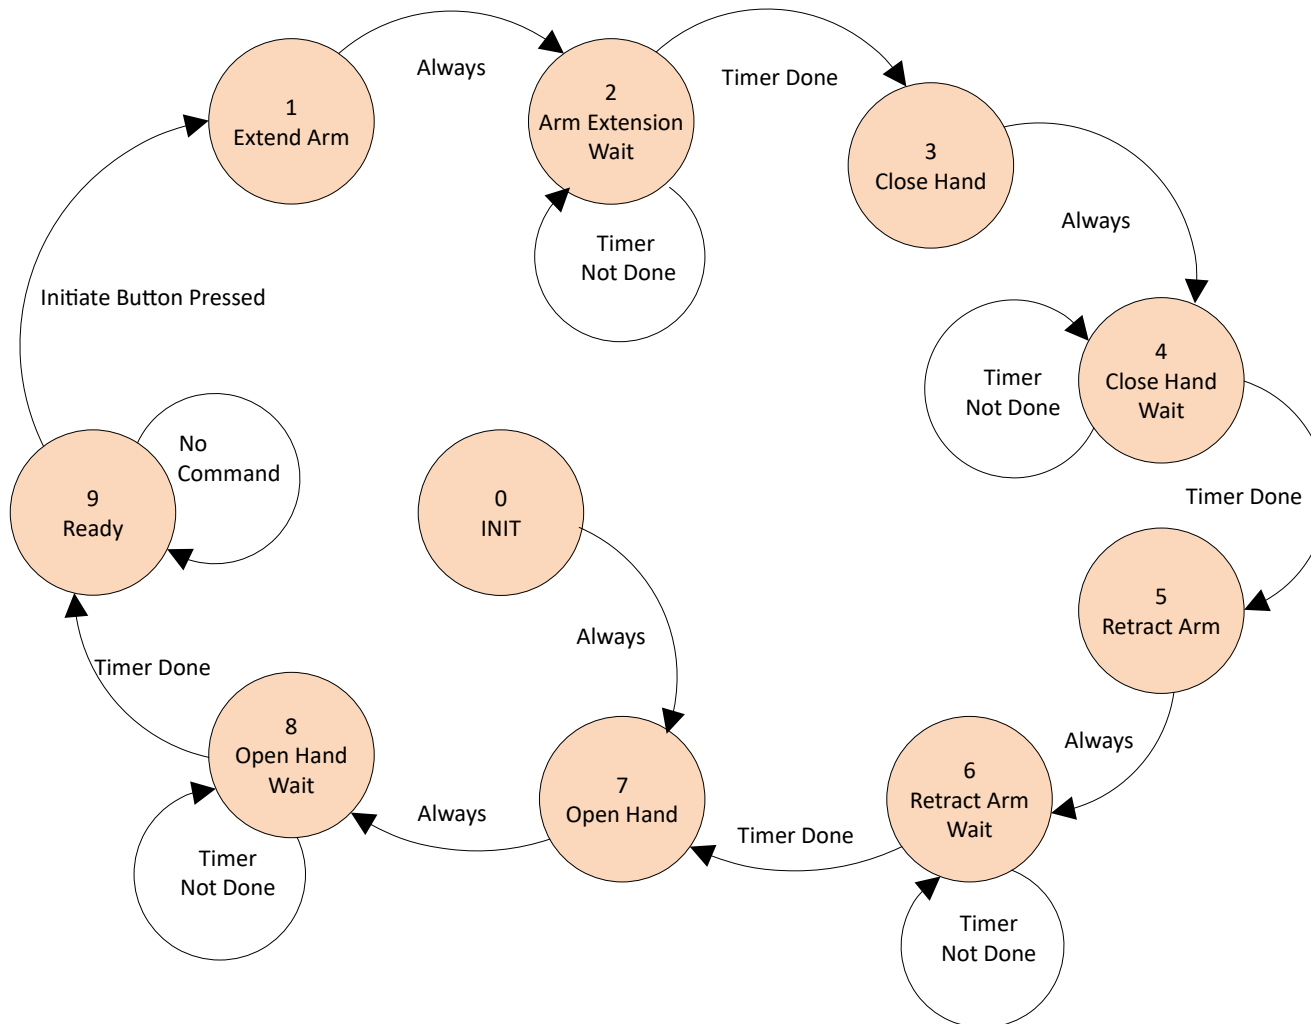 1
Extend Arm
Always
2
Arm Extension
Wait
Timer Done
3
Close Hand
Always
Timer
Not Done
4
Close Hand
Wait
Timer
Not Done
Timer Done
5
Retract Arm
Always
6
Retract Arm
Wait
Timer
Not Done
Timer Done
7
Open Hand
Always
8
Open Hand
Wait
Timer
Not Done
Timer Done
9
Ready
No
Command
Initiate Button Pressed
0
INIT
Always